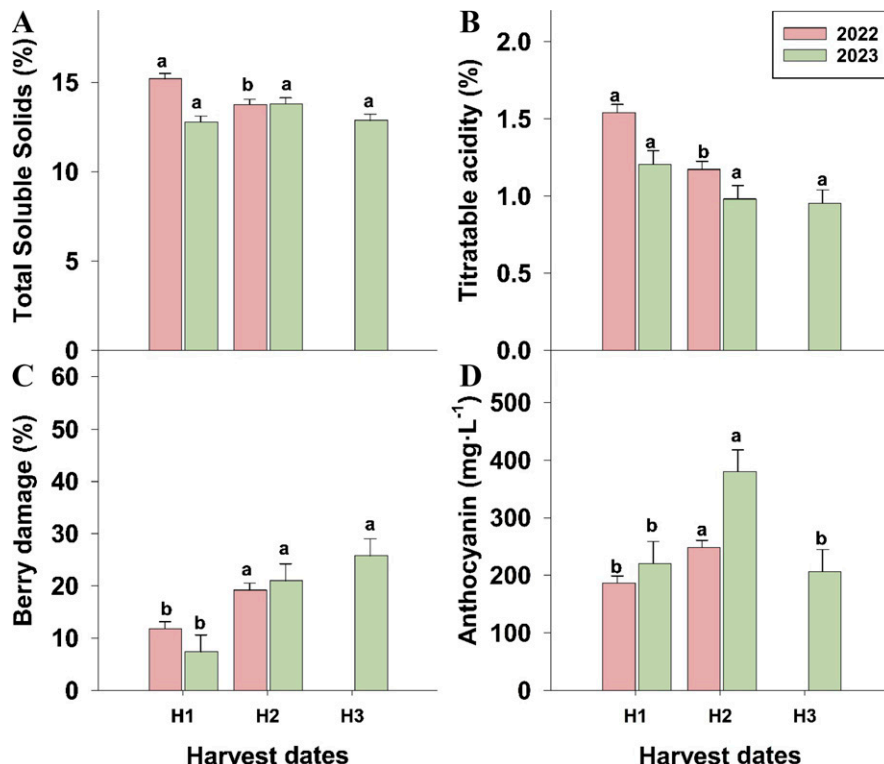 A
Total Soluble Solids (%)
15
10
5
0
a
a
b
a
a
B
2022
2023
Titratable acidity (%)
2.0
1.5
1.0
0.5
0.0
a
a
b
a
a
C
Berry damage (%)
60
50
40
30
20
10
0
b
b
a
a
a
H1 H2 H3
Harvest dates
D
Anthocyanin (mg·L⁻¹)
500
400
300
200
100
0
b
b
a
a
b
H1 H2 H3
Harvest dates